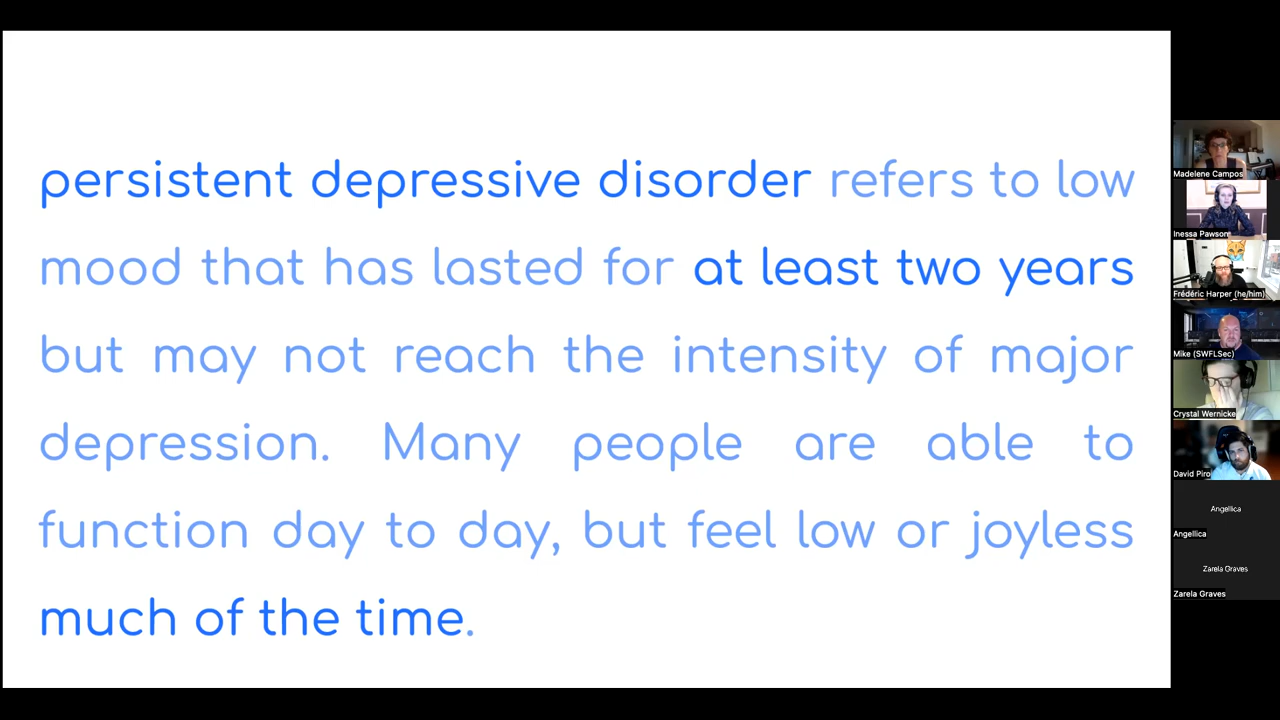 persistent depressive disorder refers to low
mood that has lasted for at least two years
but may not reach the intensity of major
depression. Many people are able to
function day to day, but feel low or joyless
much of the time.
Madelene Campos
Inessa Pawson
Frédéric Harper (he/him)
Mike (SWFLSec)
Crystal Wernicke
David Piro
Angellica
Angellica
Zarela Graves
Zarela Graves